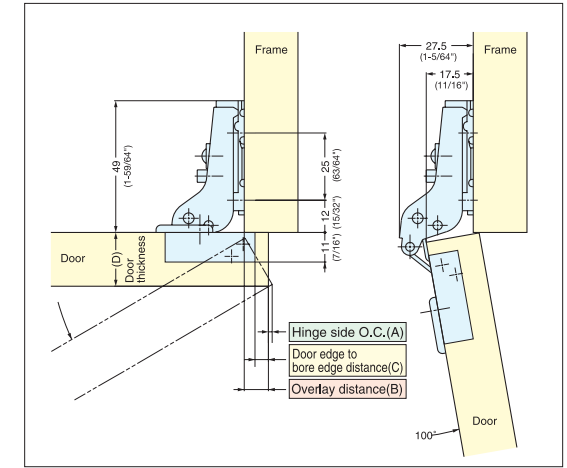 Frame
49
(1-59/64")
25
(63/64")
12
(15/32")
11
(7/16")
Door
(D)
Door
thickness
Hinge side O.C.(A)
Door edge to
bore edge distance(C)
Overlay distance(B)
27.5
(1-5/64")
17.5
(11/16")
Frame
Door
100°